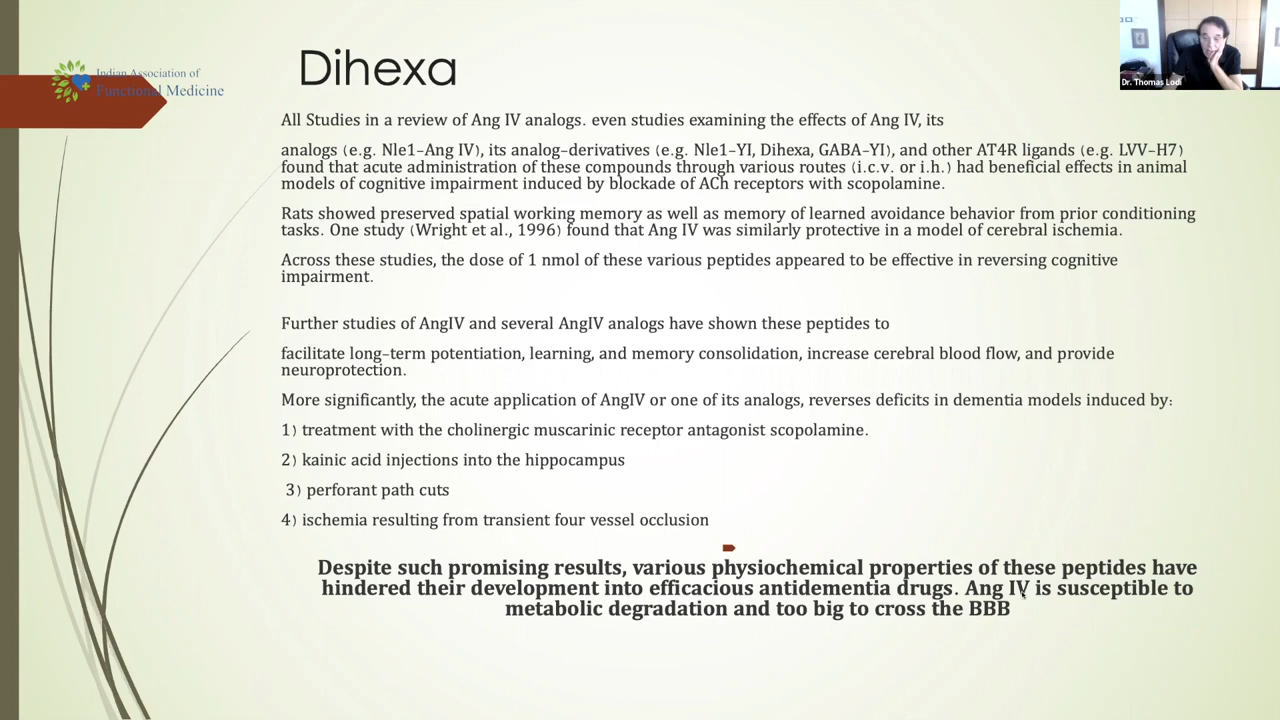 Dihexa
Dr. Thomas Lodi
Indian Association of
Functional Medicine
All Studies in a review of Ang IV analogs. even studies examining the effects of Ang IV, its
analogs (e.g. Nle1–Ang IV), its analog–derivatives (e.g. Nle1–YI, Dihexa, GABA–YI), and other AT4R ligands (e.g. LVV–H7)
found that acute administration of these compounds through various routes (i.c.v. or i.h.) had beneficial effects in animal
models of cognitive impairment induced by blockade of ACh receptors with scopolamine.
Rats showed preserved spatial working memory as well as memory of learned avoidance behavior from prior conditioning
tasks. One study (Wright et al., 1996) found that Ang IV was similarly protective in a model of cerebral ischemia.
Across these studies, the dose of 1 nmol of these various peptides appeared to be effective in reversing cognitive
impairment.
Further studies of AngIV and several AngIV analogs have shown these peptides to
facilitate long–term potentiation, learning, and memory consolidation, increase cerebral blood flow, and provide
neuroprotection.
More significantly, the acute application of AngIV or one of its analogs, reverses deficits in dementia models induced by:
1) treatment with the cholinergic muscarinic receptor antagonist scopolamine.
2) kainic acid injections into the hippocampus
3) perforant path cuts
4) ischemia resulting from transient four vessel occlusion
Despite such promising results, various physiochemical properties of these peptides have
hindered their development into efficacious antidementia drugs. Ang IV is susceptible to
metabolic degradation and too big to cross the BBB